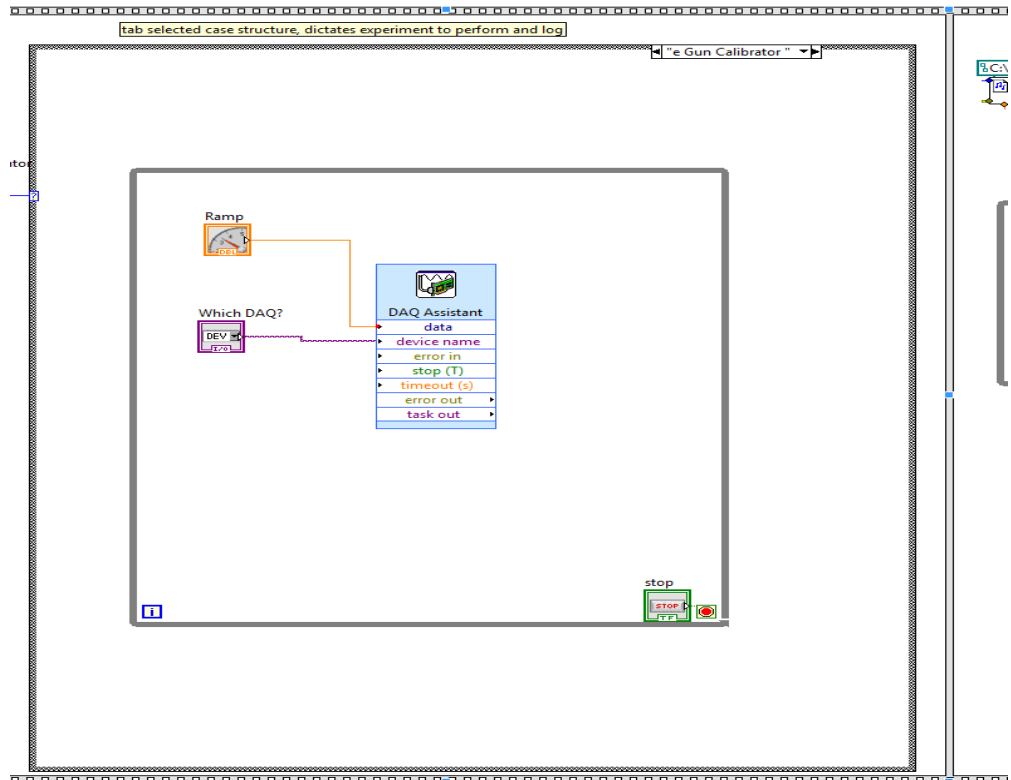 tab selected case structure, dictates experiment to perform and log
"e Gun Calibrator "
C:\
?
Ramp
DBL
Which DAQ?
DEV
I/O
DAQ Assistant
data
device name
error in
stop (T)
timeout (s)
error out
task out
i
stop
STOP
TF